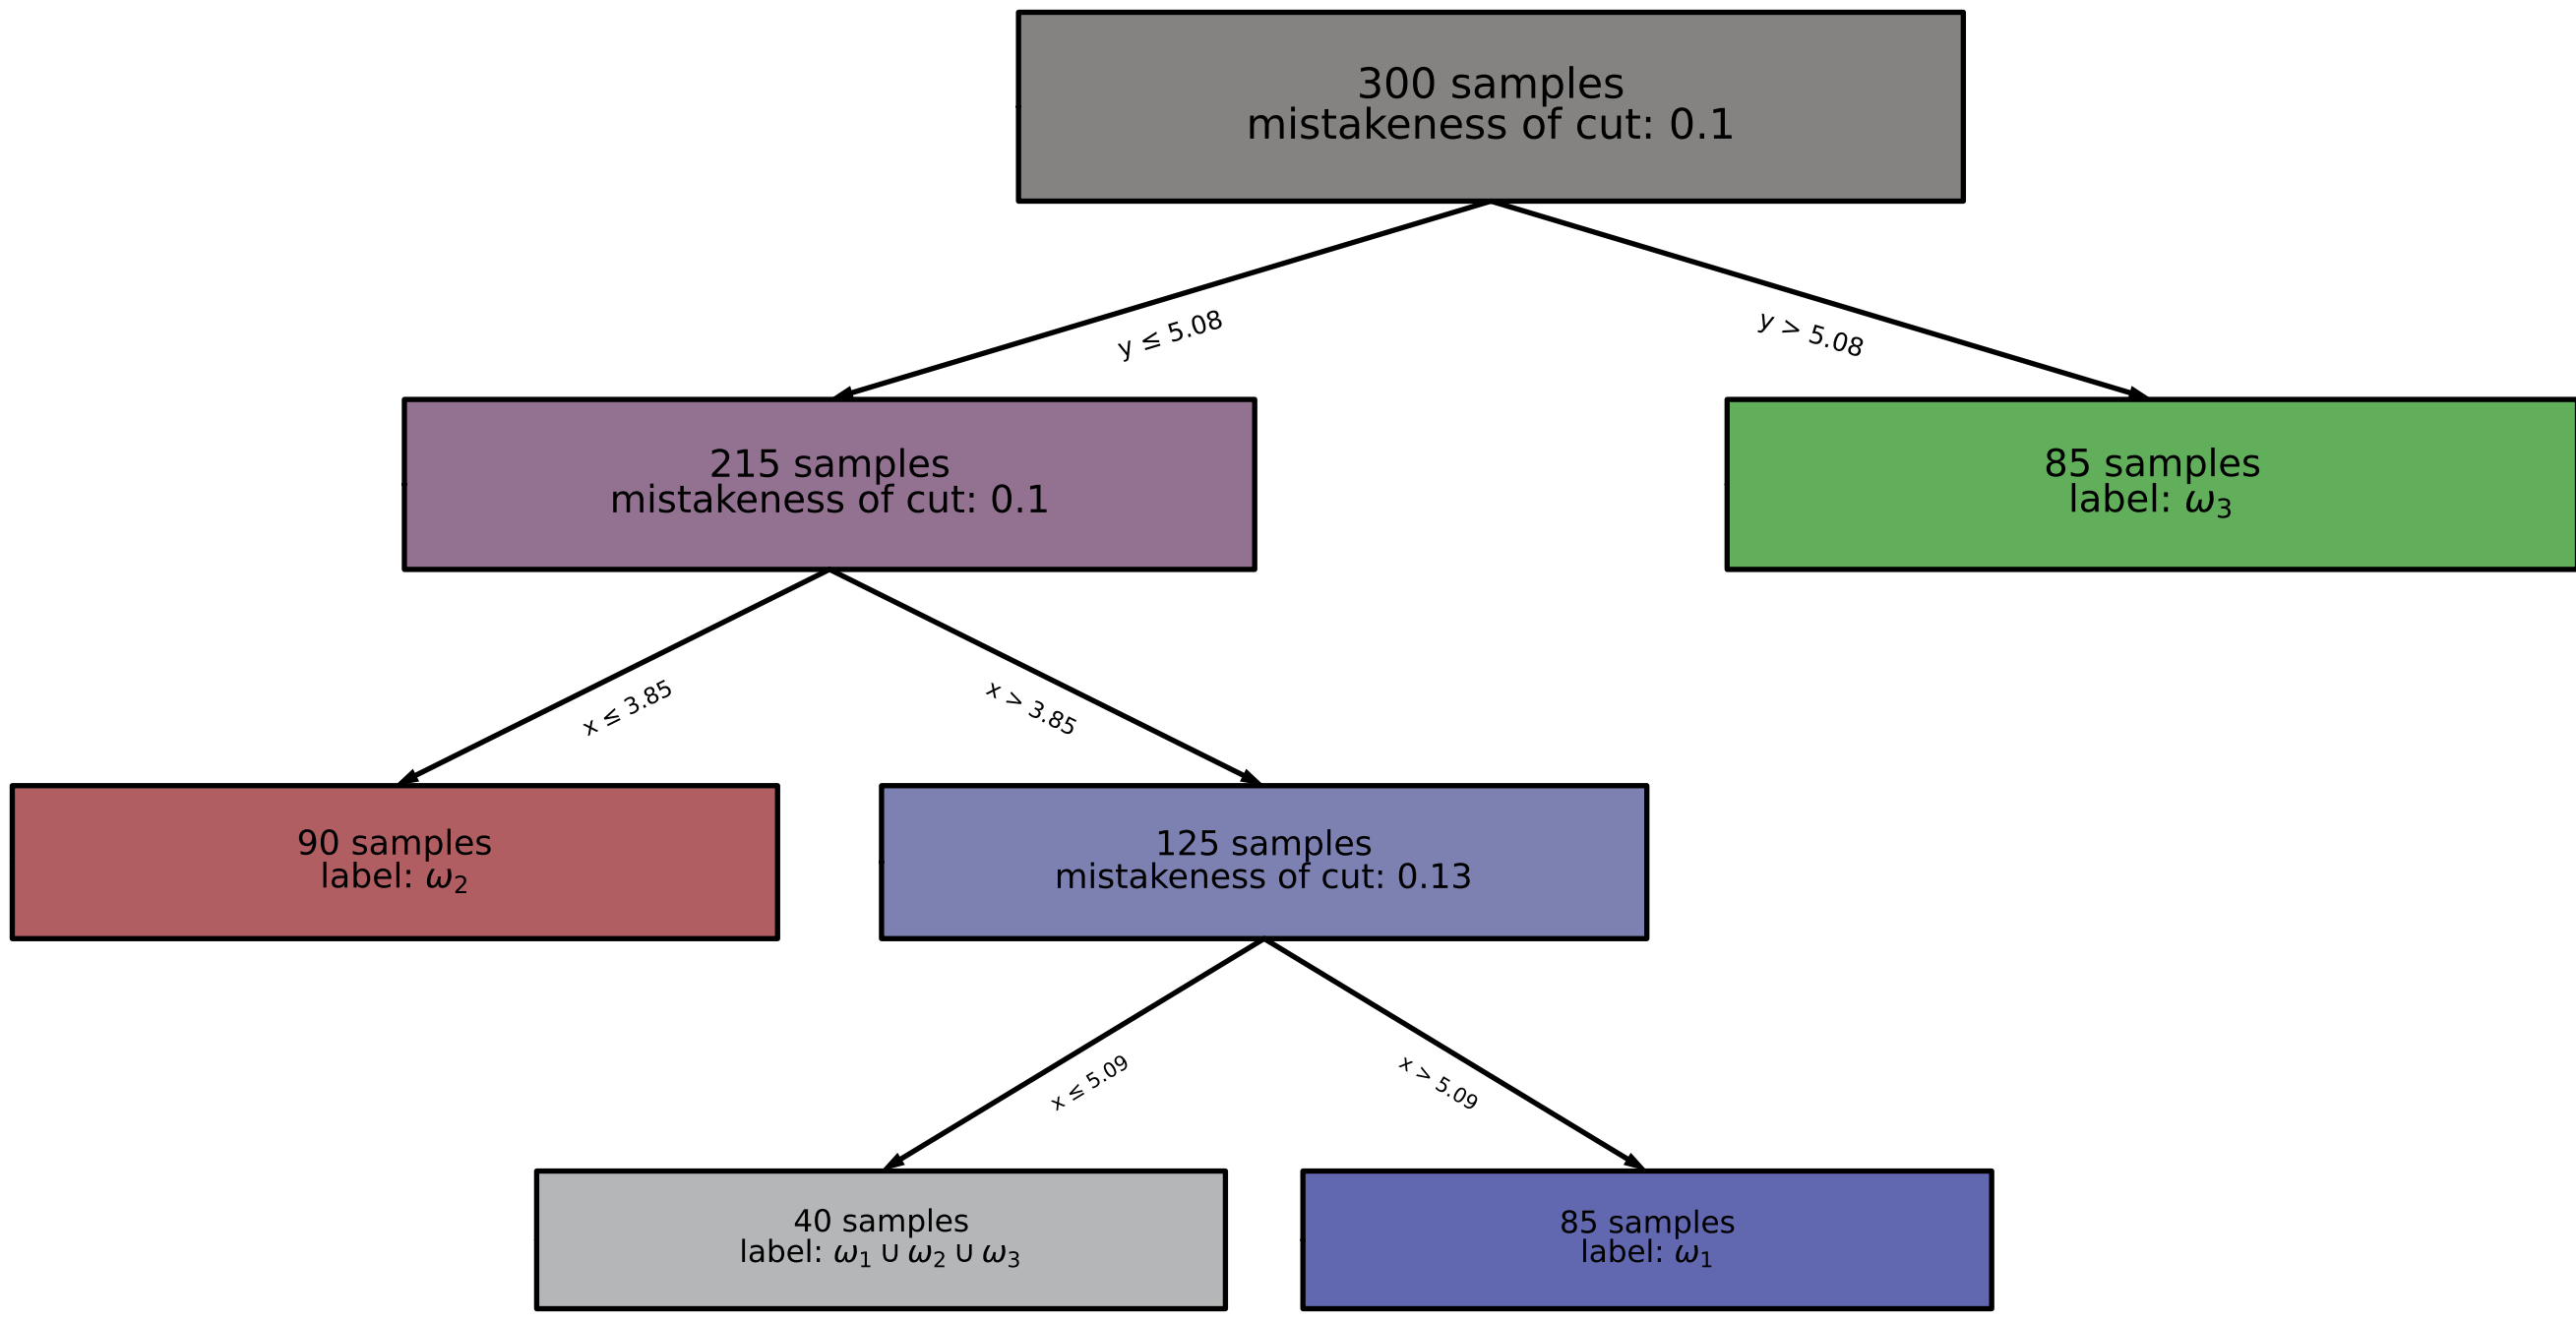 300 samples
mistakeness of cut: 0.1
y ≤ 5.08
y > 5.08
215 samples
mistakeness of cut: 0.1
85 samples
label: ω₃
x ≤ 3.85
x > 3.85
90 samples
label: ω₂
125 samples
mistakeness of cut: 0.13
x ≤ 5.09
x > 5.09
40 samples
label: ω₁ ∪ ω₂ ∪ ω₃
85 samples
label: ω₁